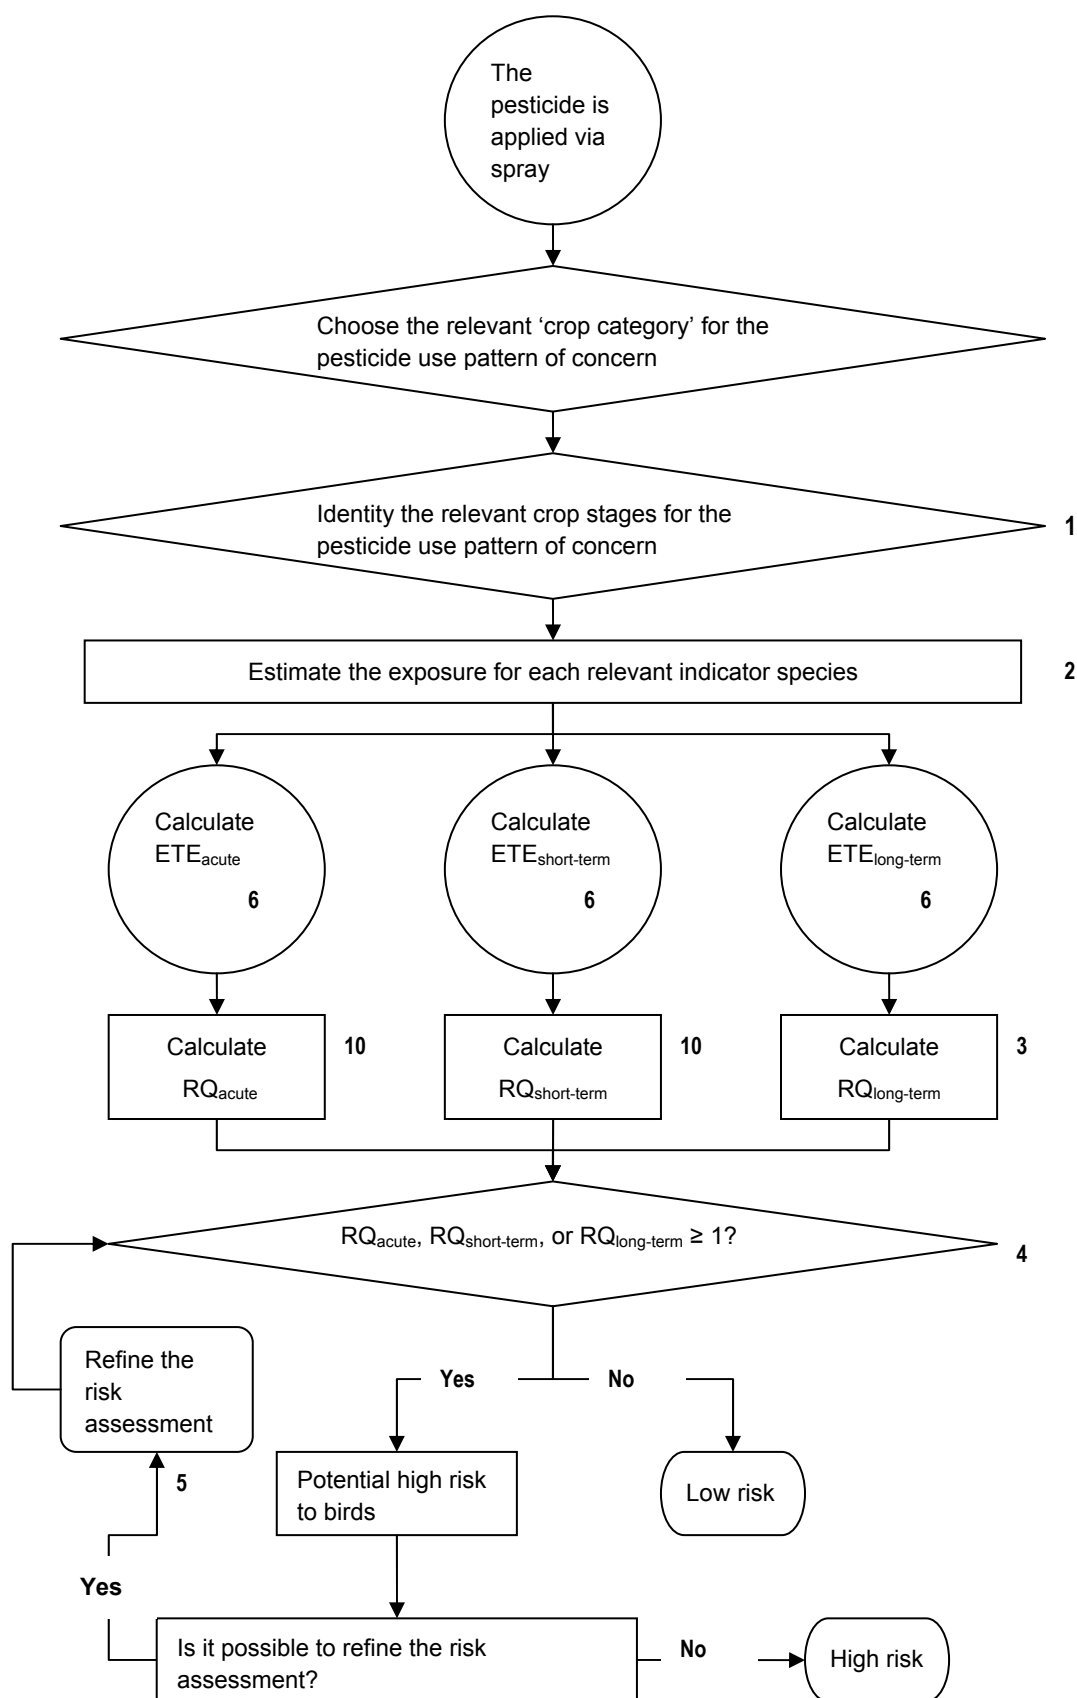 The
pesticide is
applied via
spray
Choose the relevant ‘crop category’ for the
pesticide use pattern of concern
Identity the relevant crop stages for the
pesticide use pattern of concern
1
Estimate the exposure for each relevant indicator species
2
Calculate
ETEacute
6
Calculate
ETEshort-term
6
Calculate
ETElong-term
6
Calculate
RQacute
10
Calculate
RQshort-term
10
Calculate
RQlong-term
3
RQacute, RQshort-term, or RQlong-term ≥ 1?
4
Refine the
risk
assessment
5
Yes
No
Potential high risk
to birds
Low risk
Yes
Is it possible to refine the risk
assessment?
No
High risk